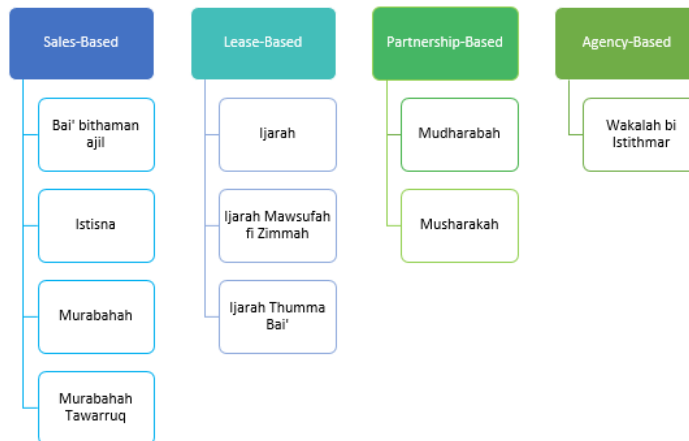 Sales-Based
Bai' bithaman
ajil
Istisna
Murabahah
Murabahah
Tawarruq
Lease-Based
Ijarah
Ijarah Mawsufah
fi Zimmah
Ijarah Thumma
Bai'
Partnership-Based
Mudharabah
Musharakah
Agency-Based
Wakalah bi
Istithmar